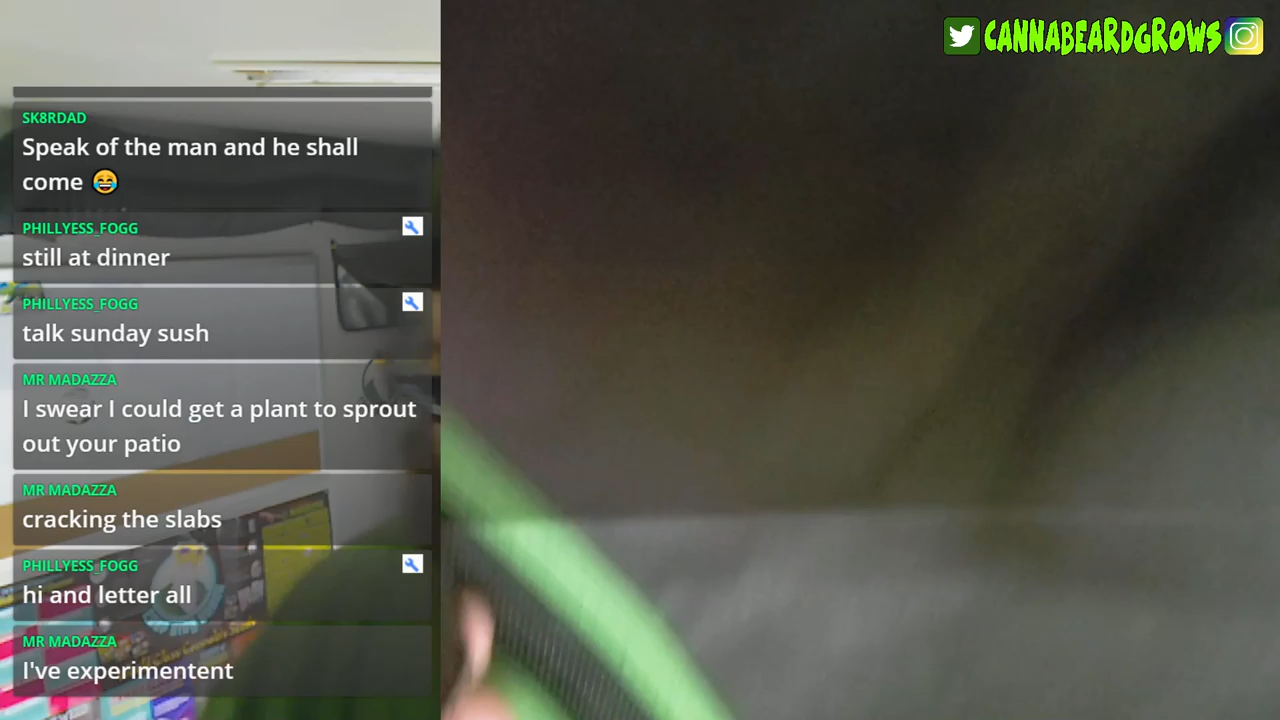 CANNABEARDGROWS
SK8RDAD
Speak of the man and he shall
come 😂
PHILLYESS_FOGG
still at dinner
PHILLYESS_FOGG
talk sunday sush
MR MADAZZA
I swear I could get a plant to sprout
out your patio
MR MADAZZA
cracking the slabs
PHILLYESS_FOGG
hi and letter all
MR MADAZZA
I've experimentent